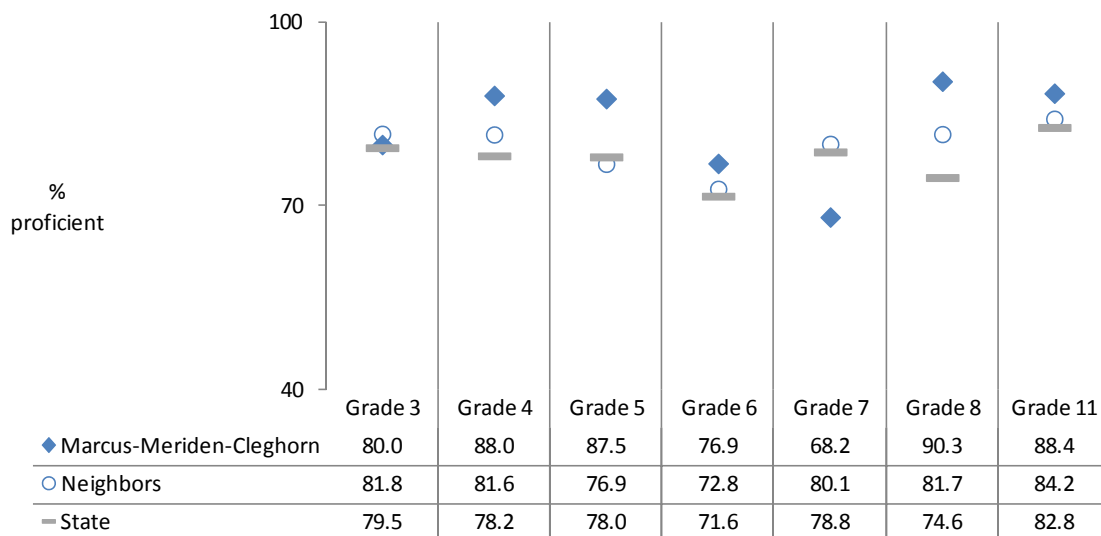 100
%
proficient
70
40
Grade 3 Grade 4 Grade 5 Grade 6 Grade 7 Grade 8 Grade 11
Marcus-Meriden-Cleghorn 80.0 88.0 87.5 76.9 68.2 90.3 88.4
Neighbors 81.8 81.6 76.9 72.8 80.1 81.7 84.2
State 79.5 78.2 78.0 71.6 78.8 74.6 82.8